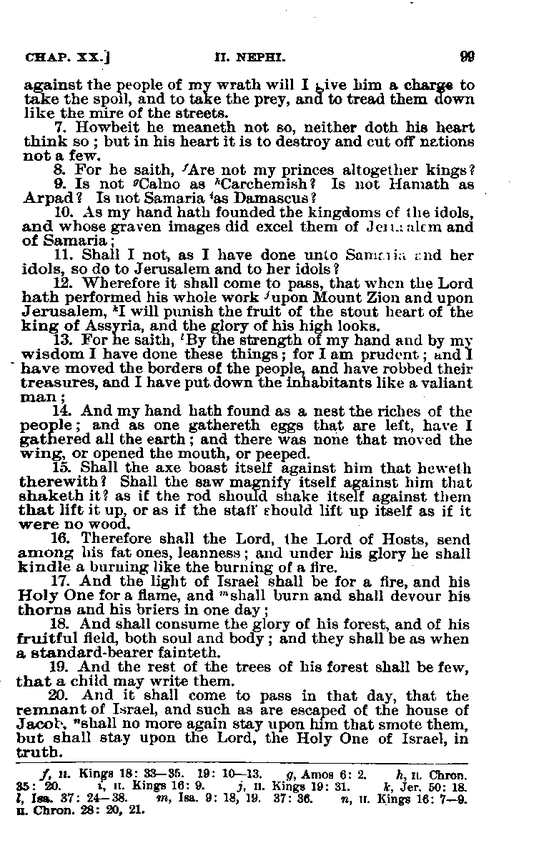 CHAP. XX.] II. NEPHI. 99
against the people of my wrath will I give him a charge to
take the spoil, and to take the prey, and to tread them down
like the mire of the streets.
7. Howbeit he meaneth not so, neither doth his heart
think so; but in his heart it is to destroy and cut off nations
not a few.
8. For he saith, fAre not my princes altogether kings?
9. Is not gCalno as hCarchemish? Is not Hamath as
Arpad? Is not Samaria ias Damascus?
10. As my hand hath founded the kingdoms of the idols,
and whose graven images did excel them of Jerusalem and
of Samaria;
11. Shall I not, as I have done unto Samaria and her
idols, so do to Jerusalem and to her idols?
12. Wherefore it shall come to pass, that when the Lord
hath performed his whole work jupon Mount Zion and upon
Jerusalem, kI will punish the fruit of the stout heart of the
king of Assyria, and the glory of his high looks.
13. For he saith, lBy the strength of my hand and by my
wisdom I have done these things; for I am prudent; and I
have moved the borders of the people, and have robbed their
treasures, and I have put down the inhabitants like a valiant
man;
14. And my hand hath found as a nest the riches of the
people; and as one gathereth eggs that are left, have I
gathered all the earth; and there was none that moved the
wing, or opened the mouth, or peeped.
15. Shall the axe boast itself against him that heweth
therewith? Shall the saw magnify itself against him that
shaketh it? as if the rod should shake itself against them
that lift it up, or as if the staff should lift up itself as if it
were no wood.
16. Therefore shall the Lord, the Lord of Hosts, send
among his fat ones, leanness; and under his glory he shall
kindle a burning like the burning of a fire.
17. And the light of Israel shall be for a fire, and his
Holy One for a flame, and mshall burn and shall devour his
thorns and his briers in one day;
18. And shall consume the glory of his forest, and of his
fruitful field, both soul and body; and they shall be as when
a standard-bearer fainteth.
19. And the rest of the trees of his forest shall be few,
that a child may write them.
20. And it shall come to pass in that day, that the
remnant of Israel, and such as are escaped of the house of
Jacob, nshall no more again stay upon him that smote them,
but shall stay upon the Lord, the Holy One of Israel, in
truth.
f, II. Kings 18: 33—35. 19: 10—13. g, Amos 6: 2. h, II. Chron.
35: 20. i, II. Kings 16: 9. j, II. Kings 19: 31. k, Jer. 50: 18.
l, Isa. 37: 24—38. m, Isa. 9: 18, 19. 37: 36. n, II. Kings 16: 7—9.
II. Chron. 28: 20, 21.